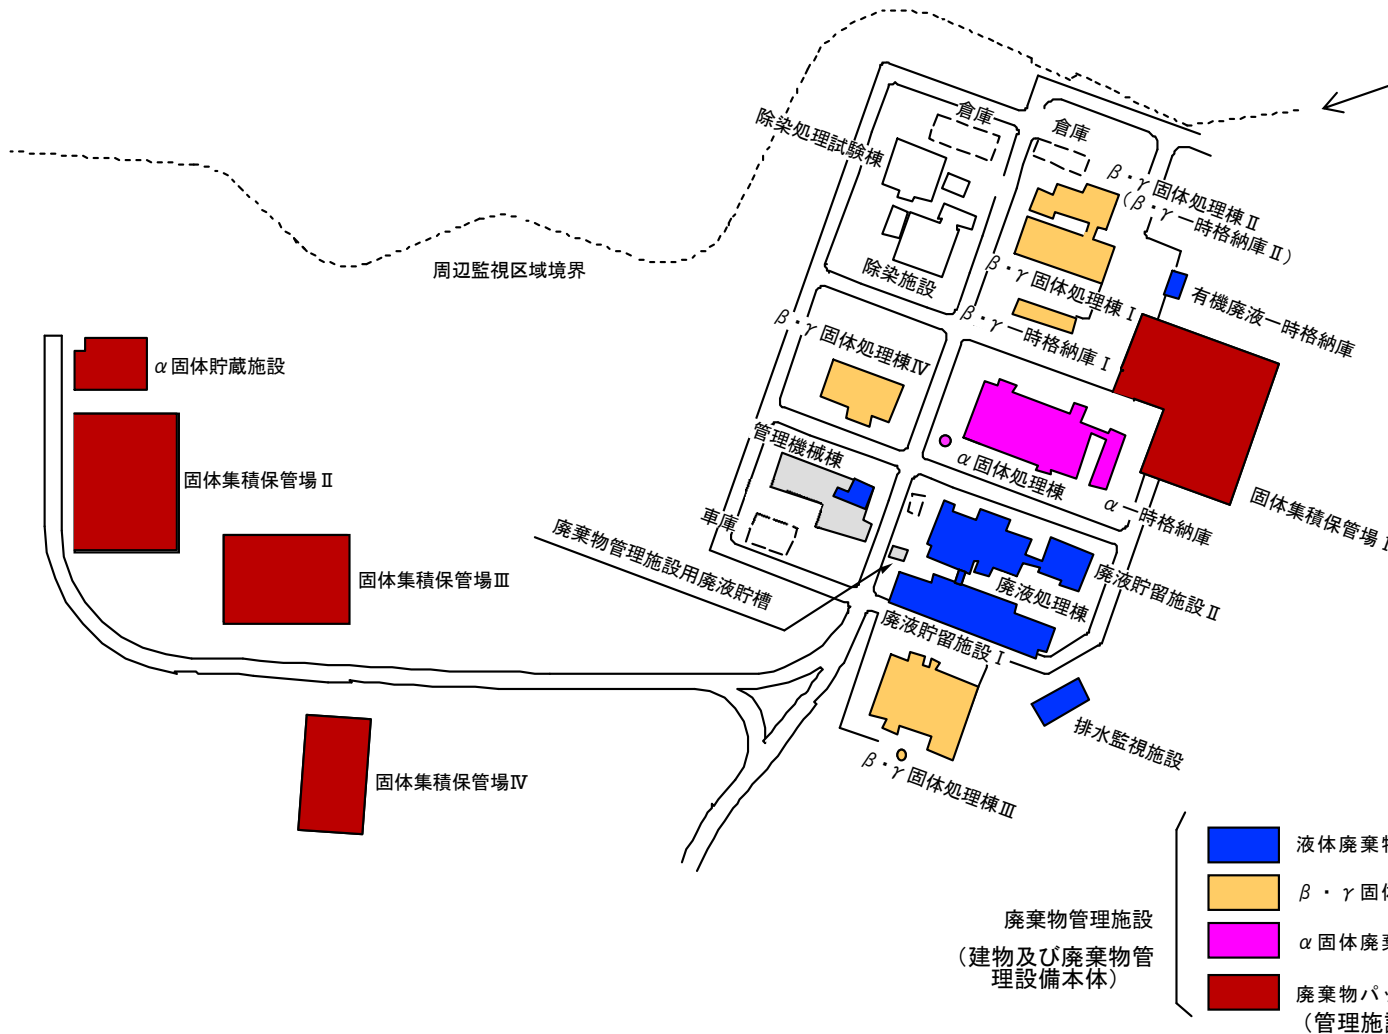 倉庫
除染処理試験棟
倉庫
β・γ固体処理棟Ⅱ
(β・γ一時格納庫Ⅱ)
周辺監視区域境界
除染施設
β・γ固体処理棟Ⅰ
有機廃液一時格納庫
β・γ一時格納庫Ⅰ
β・γ固体処理棟Ⅳ
α固体貯蔵施設
管理機械棟
α固体処理棟
固体集積保管場Ⅱ
α一時格納庫
固体集積保管場Ⅰ
車庫
廃棄物管理施設用廃液貯槽
固体集積保管場Ⅲ
廃液処理棟
廃液貯留施設Ⅱ
廃液貯留施設Ⅰ
排水監視施設
固体集積保管場Ⅳ
β・γ固体処理棟Ⅲ
液体廃棄物
β・γ固体
α固体廃棄
廃棄物管理施設
(建物及び廃棄物管
理設備本体)
廃棄物パッ
(管理施設